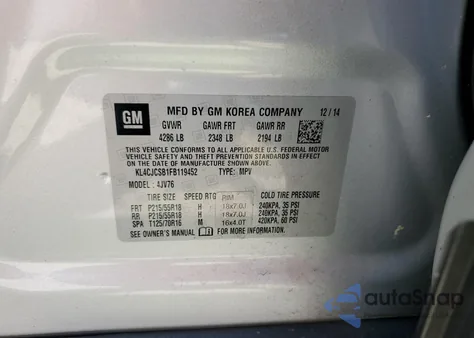 GM
MFD BY GM KOREA COMPANY 12/14
GVWR GAWR FRT GAWR RR
4286 LB 2348 LB 2194 LB
THIS VEHICLE CONFORMS TO ALL APPLICABLE U.S. FEDERAL MOTOR
VEHICLE SAFETY AND THEFT PREVENTION STANDARDS IN EFFECT ON
THE DATE OF MANUFACTURE SHOWN ABOVE.
KL4CJCSB1FB119452 TYPE: MPV
MODEL: 4JV76
TIRE SIZE SPEED RTG RIM COLD TIRE PRESSURE
FRT P215/55R18 H 18x7.0J 240KPA, 35 PSI
RR P215/55R18 H 18x7.0J 240KPA, 35 PSI
SPA T125/70R16 M 16x4.0T 420KPA, 60 PSI
SEE OWNER'S MANUAL FOR ADDITIONAL INFORMATION.
autoSnap